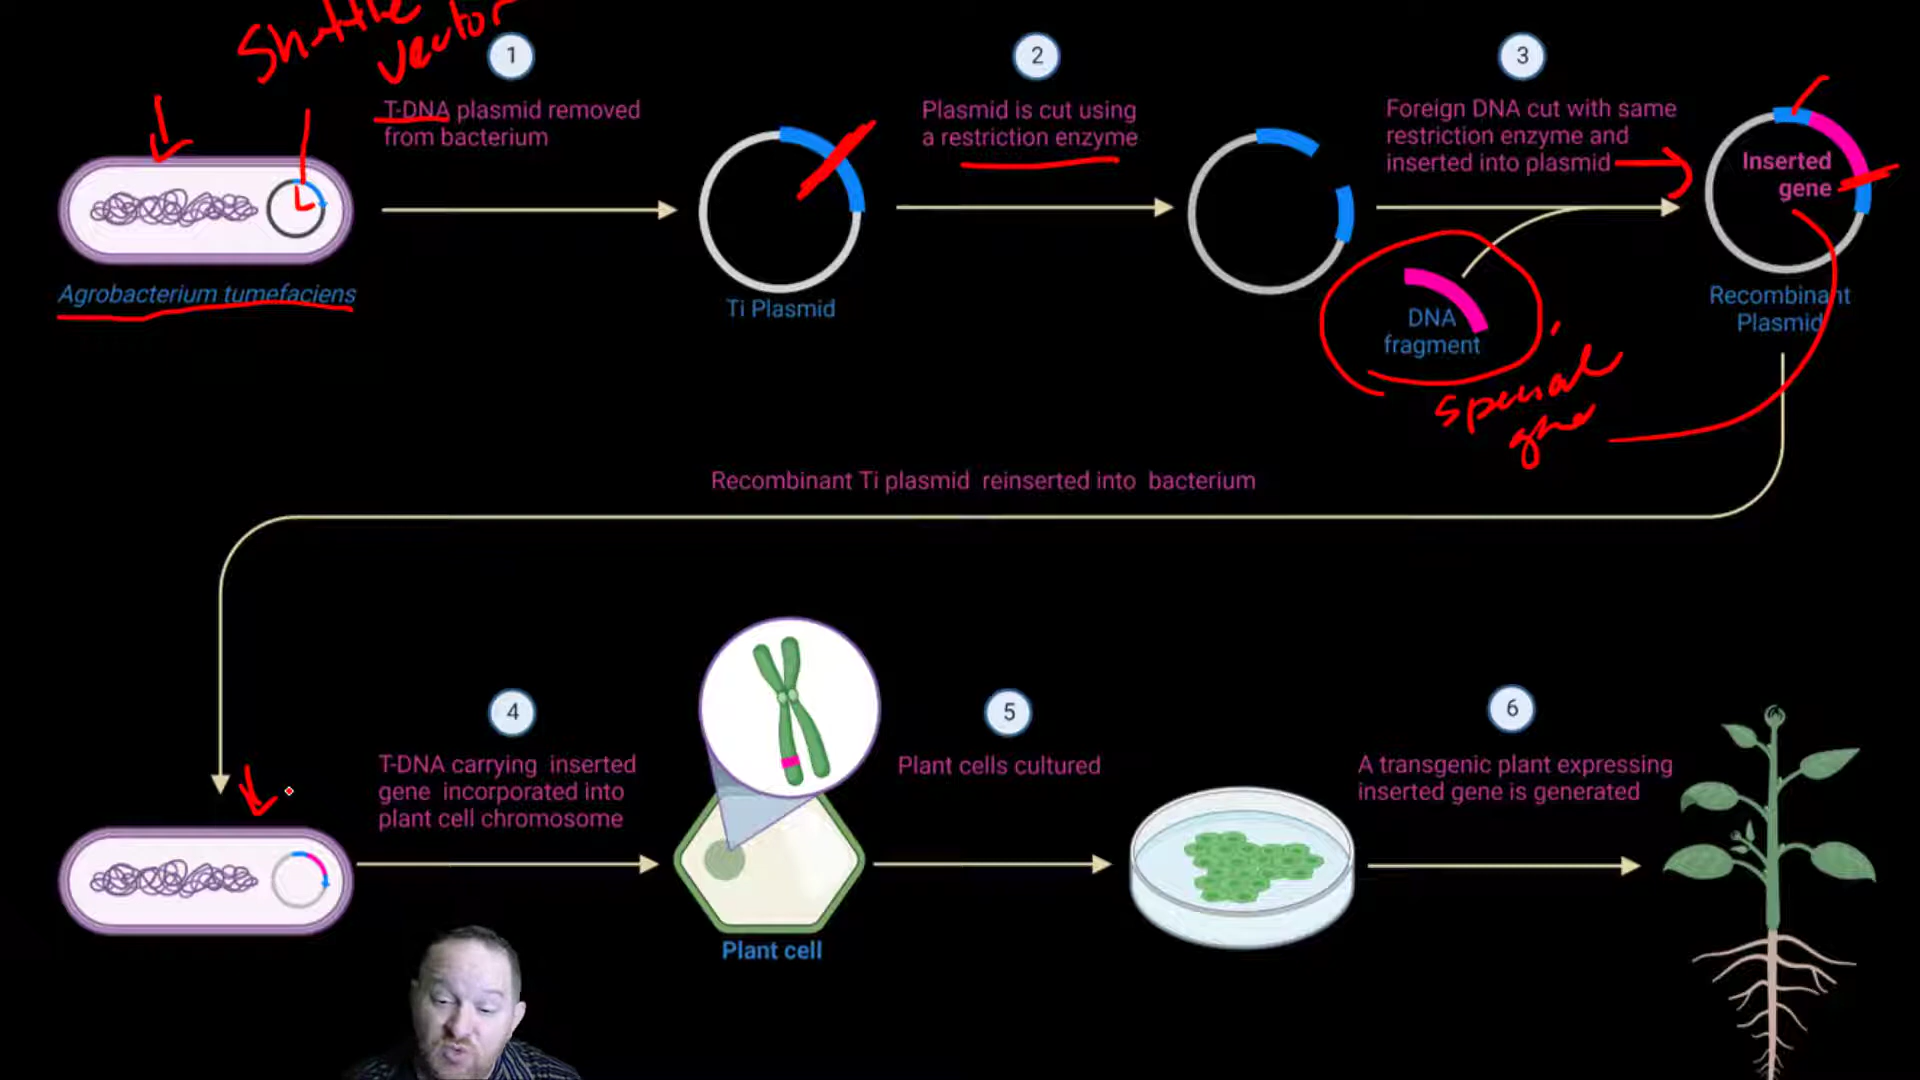 Shuttle
vector
1
T-DNA plasmid removed
from bacterium
2
Plasmid is cut using
a restriction enzyme
3
Foreign DNA cut with same
restriction enzyme and
inserted into plasmid
Inserted
gene
Agrobacterium tumefaciens
Ti Plasmid
DNA
fragment
Recombinant
Plasmid
special
gene
Recombinant Ti plasmid reinserted into bacterium
4
T-DNA carrying inserted
gene incorporated into
plant cell chromosome
5
Plant cells cultured
6
A transgenic plant expressing
inserted gene is generated
Plant cell